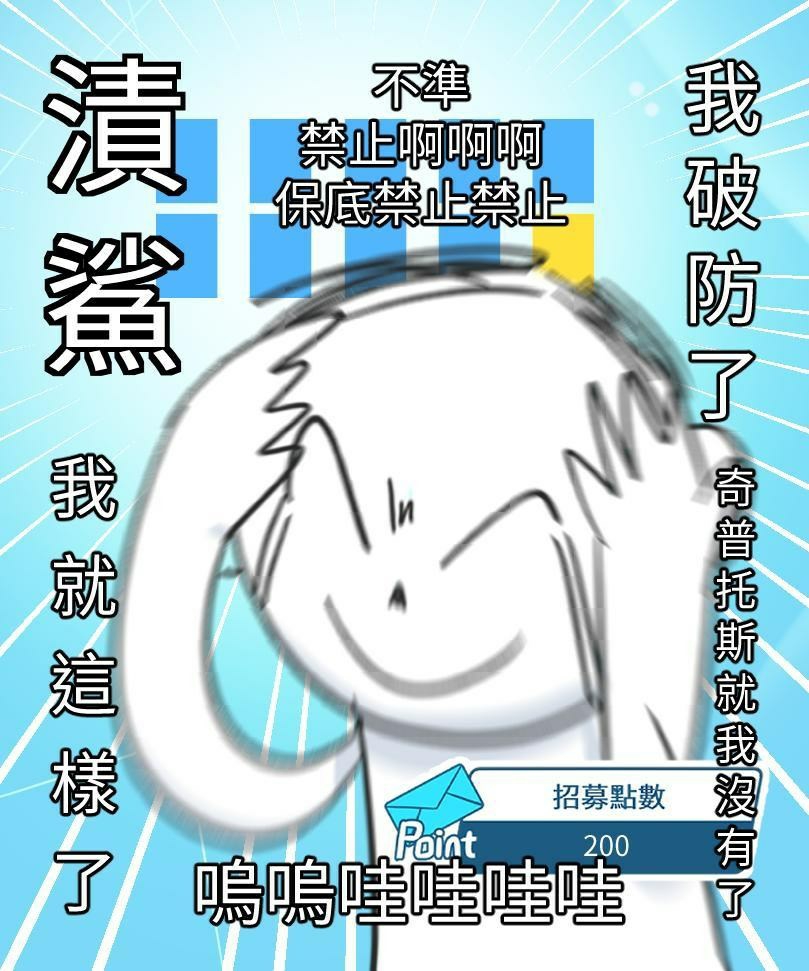 漬鯊
我就這樣了
不準
禁止啊啊啊
保底禁止禁止
我破防了
奇普托斯就我沒有了
招募點數
Point
200
嗚嗚哇哇哇哇